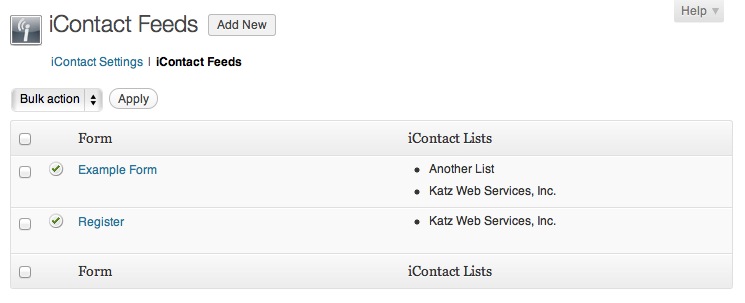 Help ▼
iContact Feeds Add New
iContact Settings | iContact Feeds
Bulk action Apply
Form iContact Lists
Example Form • Another List
• Katz Web Services, Inc.
Register • Katz Web Services, Inc.
Form iContact Lists